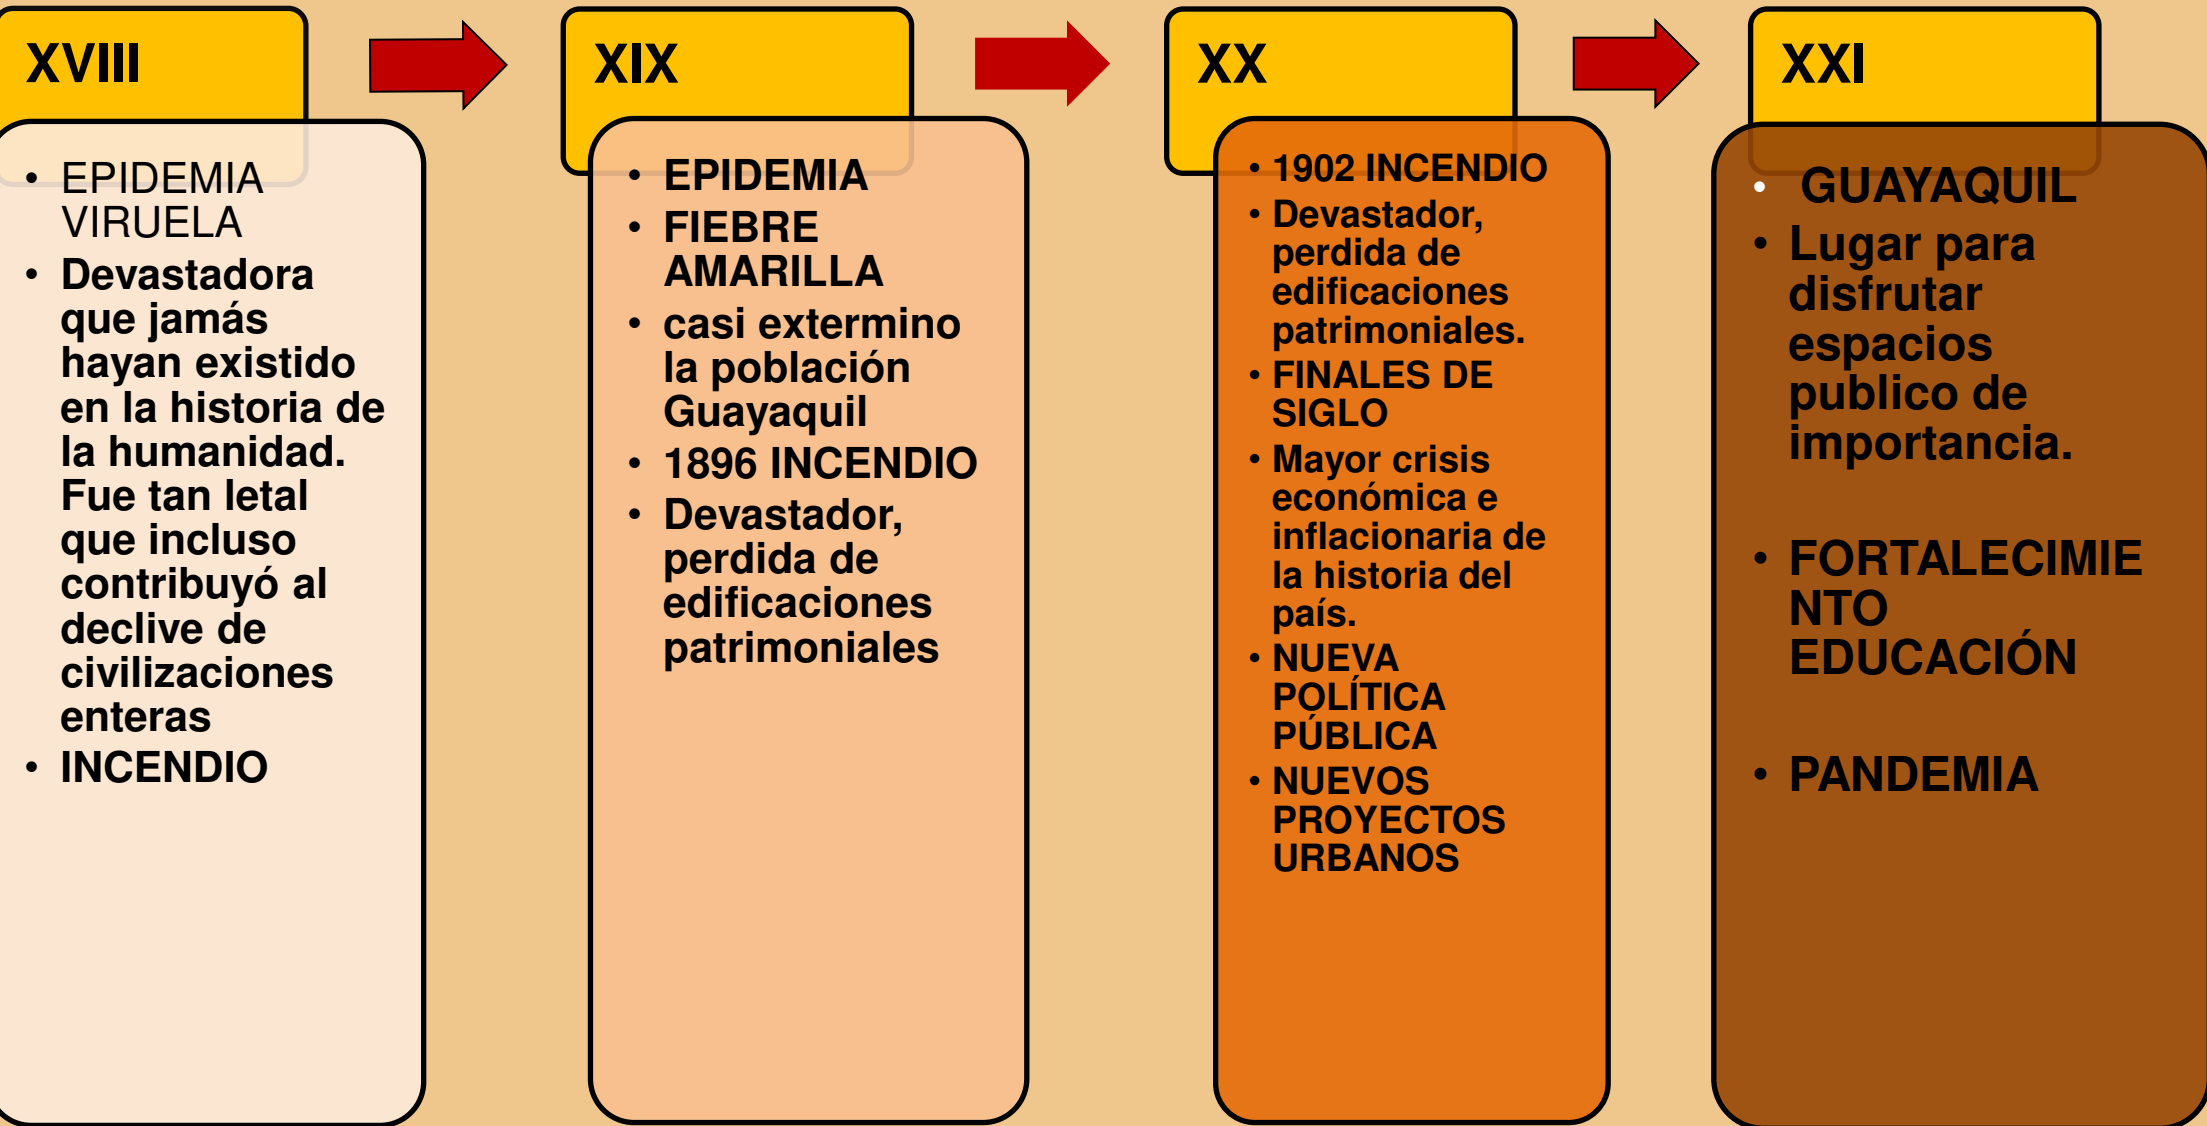 XVIII
• EPIDEMIA
VIRUELA
• Devastadora
que jamás
hayan existido
en la historia de
la humanidad.
Fue tan letal
que incluso
contribuyó al
declive de
civilizaciones
enteras
• INCENDIO
XIX
• EPIDEMIA
• FIEBRE
AMARILLA
• casi extermino
la población
Guayaquil
• 1896 INCENDIO
• Devastador,
perdida de
edificaciones
patrimoniales
XX
• 1902 INCENDIO
• Devastador,
perdida de
edificaciones
patrimoniales.
• FINALES DE
SIGLO
• Mayor crisis
económica e
inflacionaria de
la historia del
país.
• NUEVA
POLÍTICA
PÚBLICA
• NUEVOS
PROYECTOS
URBANOS
XXI
• GUAYAQUIL
• Lugar para
disfrutar
espacios
publico de
importancia.
• FORTALECIMIE
NTO
EDUCACIÓN
• PANDEMIA